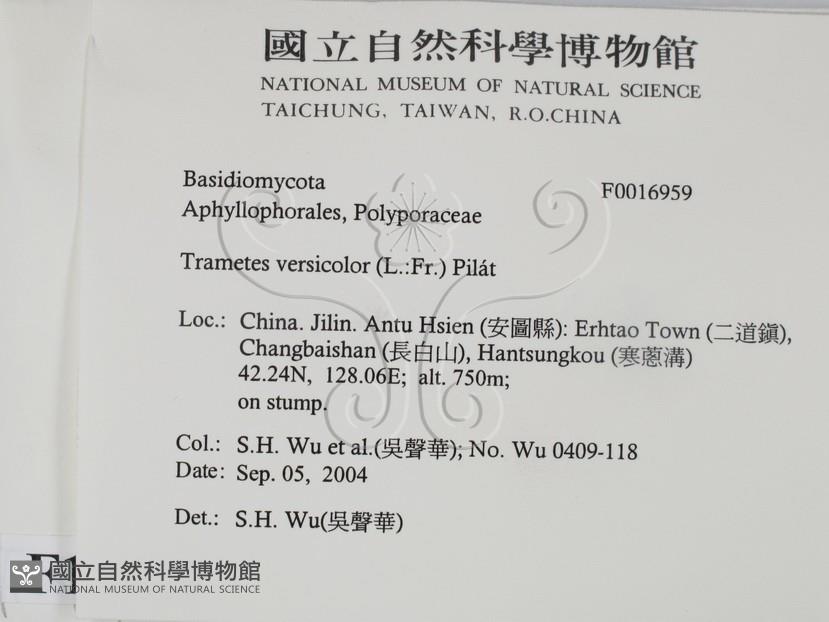 國立自然科學博物館
NATIONAL MUSEUM OF NATURAL SCIENCE
TAICHUNG, TAIWAN, R.O.CHINA
Basidiomycota F0016959
Aphyllophorales, Polyporaceae
Trametes versicolor (L.:Fr.) Pilát
Loc.: China. Jilin. Antu Hsien (安圖縣): Erhtao Town (二道鎭),
Changbaishan (長白山), Hantsungkou (寒蔥溝)
42.24N, 128.06E; alt. 750m;
on stump.
Col.: S.H. Wu et al.(吳聲華); No. Wu 0409-118
Date: Sep. 05, 2004
Det.: S.H. Wu(吳聲華)
國立自然科學博物館
NATIONAL MUSEUM OF NATURAL SCIENCE